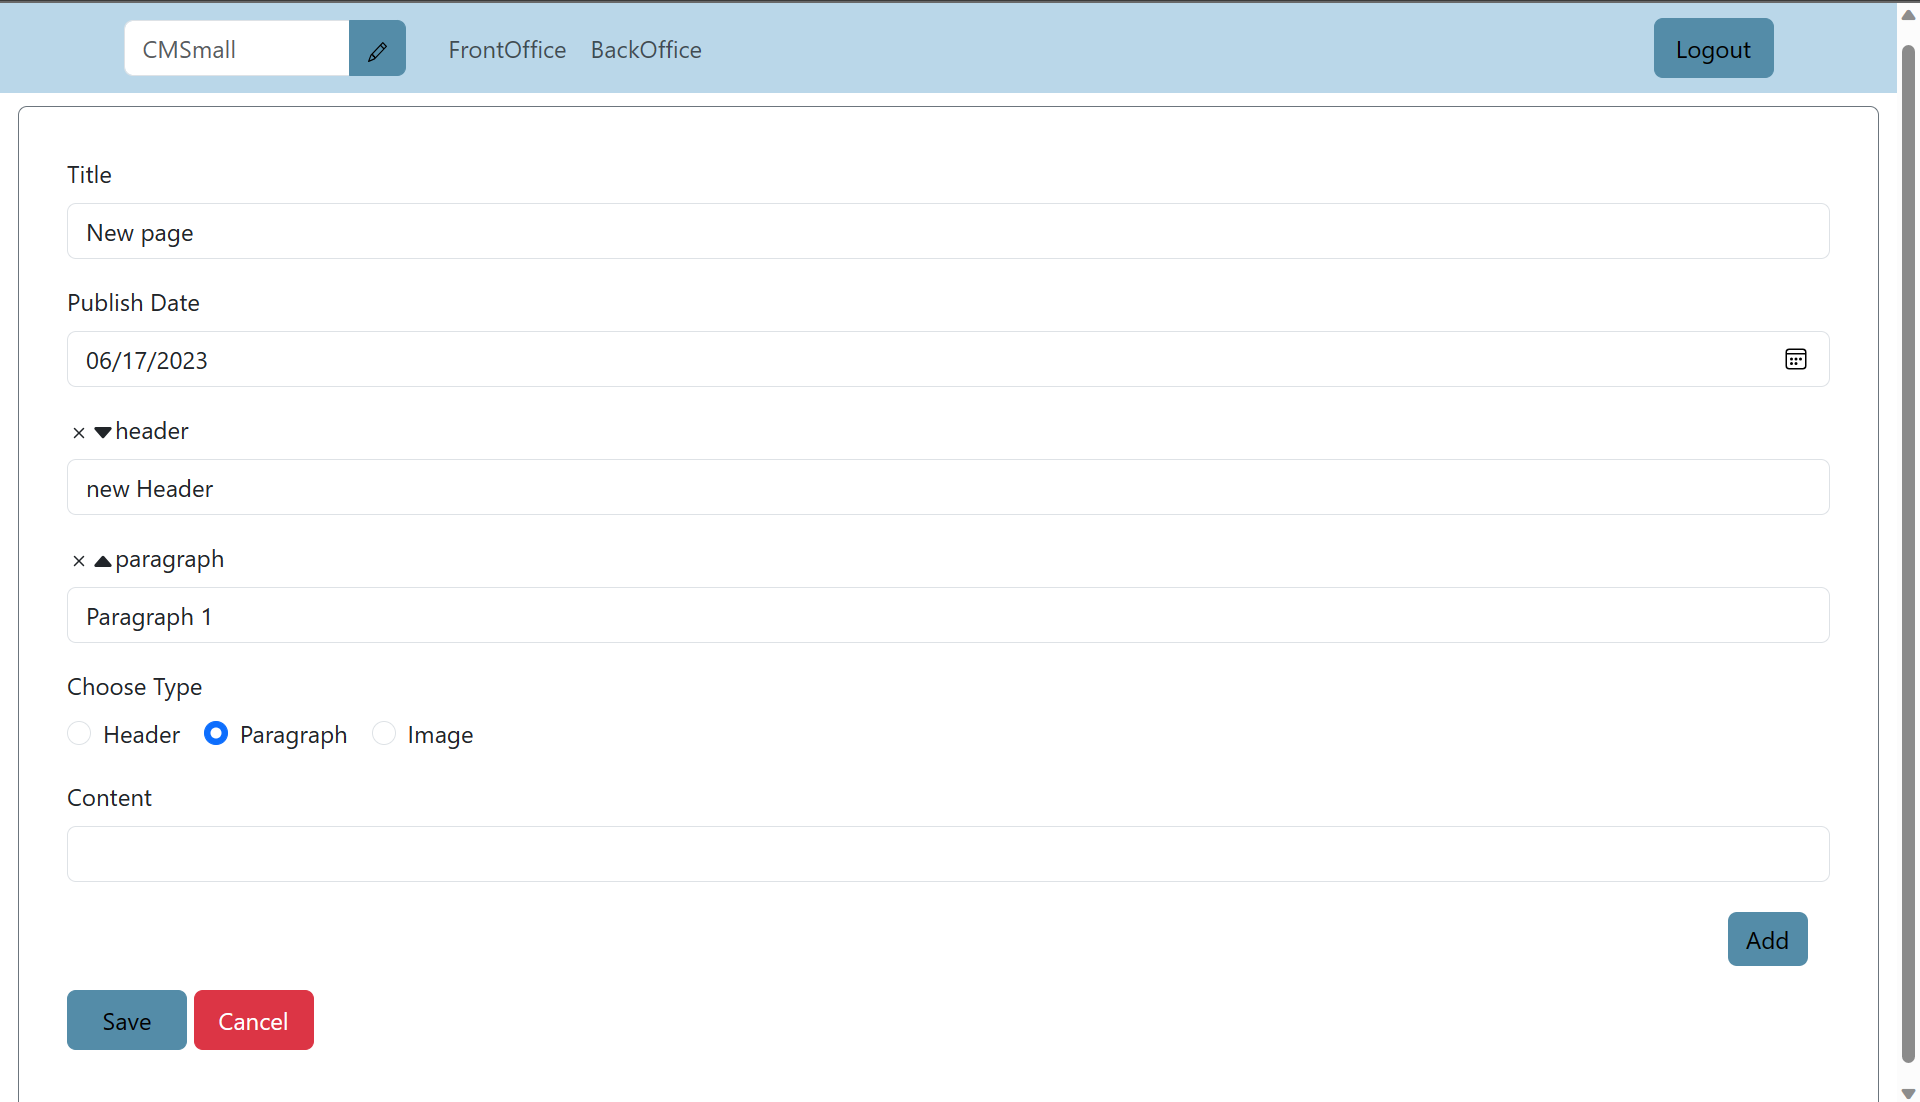 CMSmall FrontOffice BackOffice Logout
Title
New page
Publish Date
06/17/2023
header
new Header
paragraph
Paragraph 1
Choose Type
Header Paragraph Image
Content
Add
Save Cancel